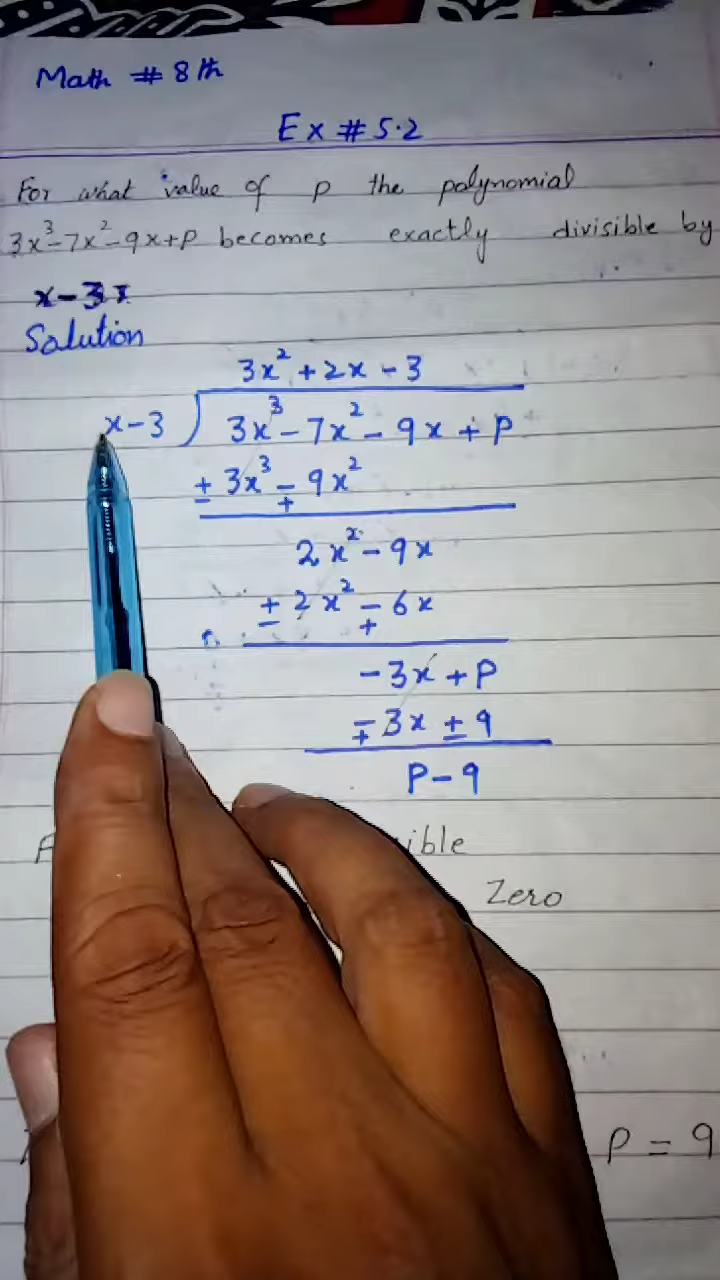 Math # 8th
Ex # 5.2
For what value of p the polynomial
3x³-7x²-9x+p becomes exactly divisible by
x-3
Solution
3x² + 2x - 3
x-3 ) 3x³ - 7x² - 9x + p
± 3x³ ∓ 9x²
2x² - 9x
± 2x² ∓ 6x
-3x + p
∓ 3x ± 9
p - 9
ible
Zero
p = 9